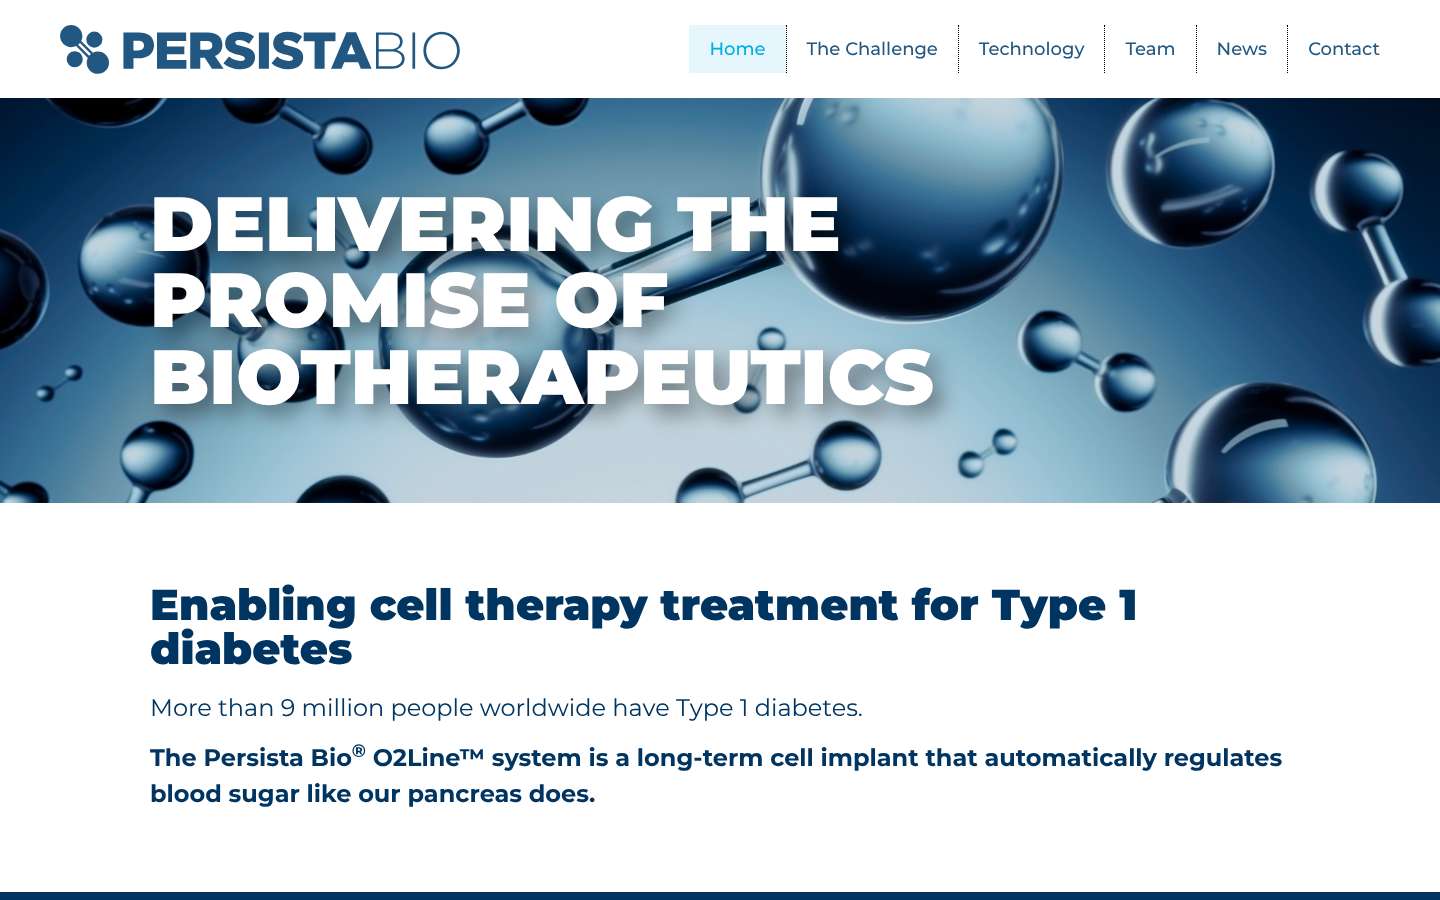 PERSISTABIO
Home
The Challenge
Technology
Team
News
Contact
DELIVERING THE
PROMISE OF
BIOTHERAPEUTICS
Enabling cell therapy treatment for Type 1
diabetes
More than 9 million people worldwide have Type 1 diabetes.
The Persista Bio® O2Line™ system is a long-term cell implant that automatically regulates
blood sugar like our pancreas does.